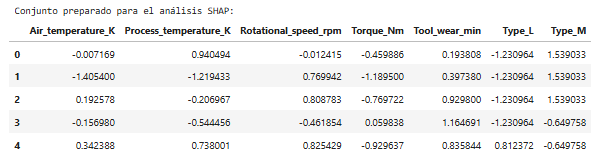 Conjunto preparado para el análisis SHAP:
Air_temperature_K Process_temperature_K Rotational_speed_rpm Torque_Nm Tool_wear_min Type_L Type_M
0 -0.007169 0.940494 -0.012415 -0.459886 0.193808 -1.230964 1.539033
1 -1.405400 -1.219433 0.769942 -1.189500 0.397380 -1.230964 1.539033
2 0.192578 -0.206967 0.808783 -0.769722 0.929800 -1.230964 1.539033
3 -0.156980 -0.544456 -0.461854 0.059838 1.164691 -1.230964 -0.649758
4 0.342388 0.738001 0.825429 -0.929637 0.835844 0.812372 -0.649758